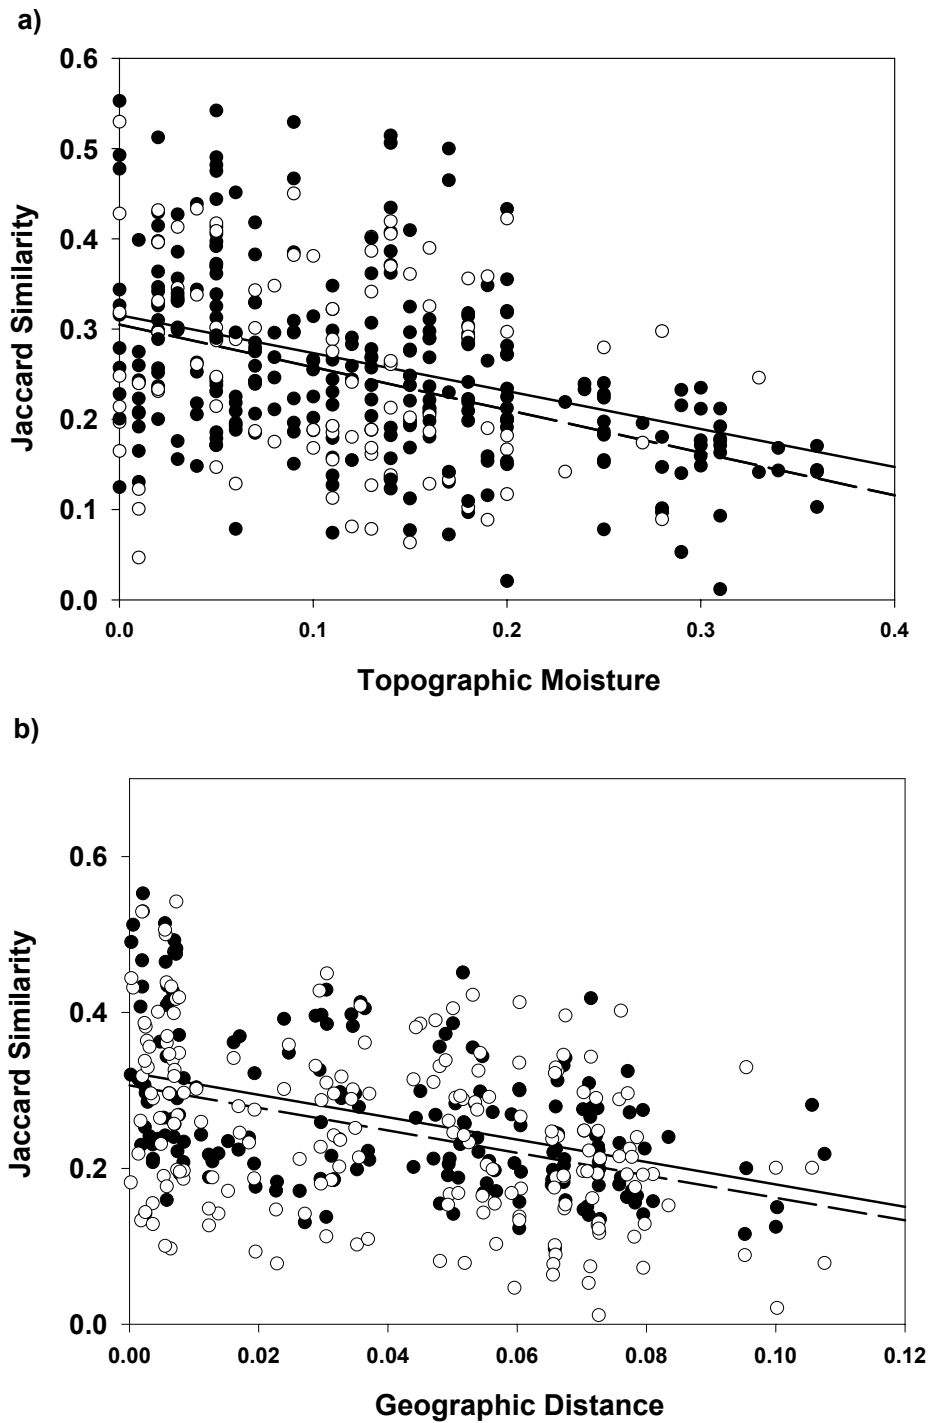 a)
0.6
0.5
0.4
0.3
0.2
0.1
0.0
Jaccard Similarity
0.0 0.1 0.2 0.3 0.4
Topographic Moisture
b)
0.6
0.4
0.2
0.0
Jaccard Similarity
0.00 0.02 0.04 0.06 0.08 0.10 0.12
Geographic Distance